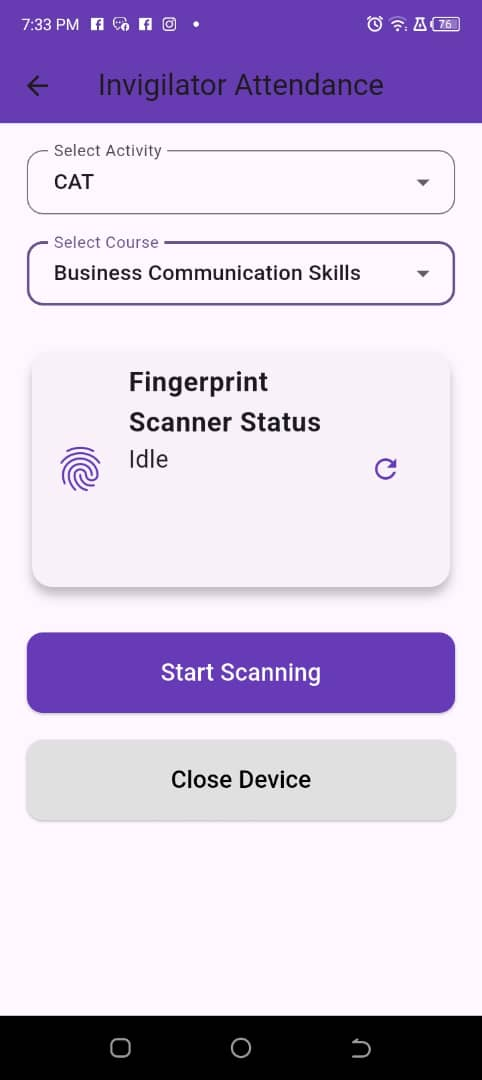 7:33 PM
76
Invigilator Attendance
Select Activity
CAT
Select Course
Business Communication Skills
Fingerprint
Scanner Status
Idle
Start Scanning
Close Device